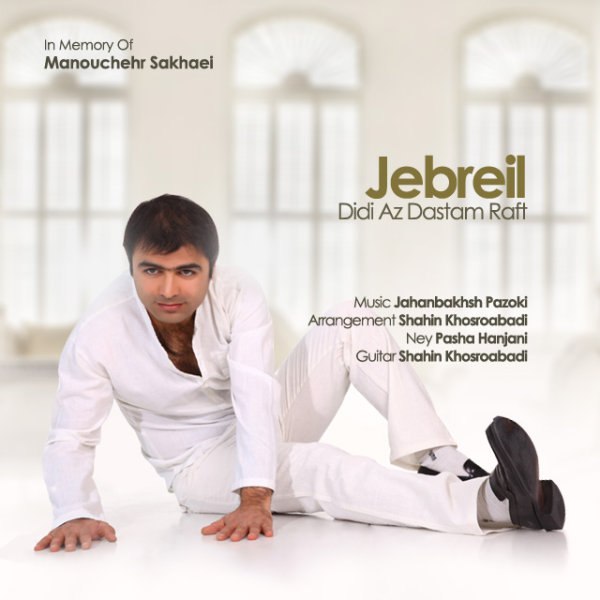 In Memory Of
Manouchehr Sakhaei
Jebreil
Didi Az Dastam Raft
Music Jahanbakhsh Pazoki
Arrangement Shahin Khosroabadi
Ney Pasha Hanjani
Guitar Shahin Khosroabadi